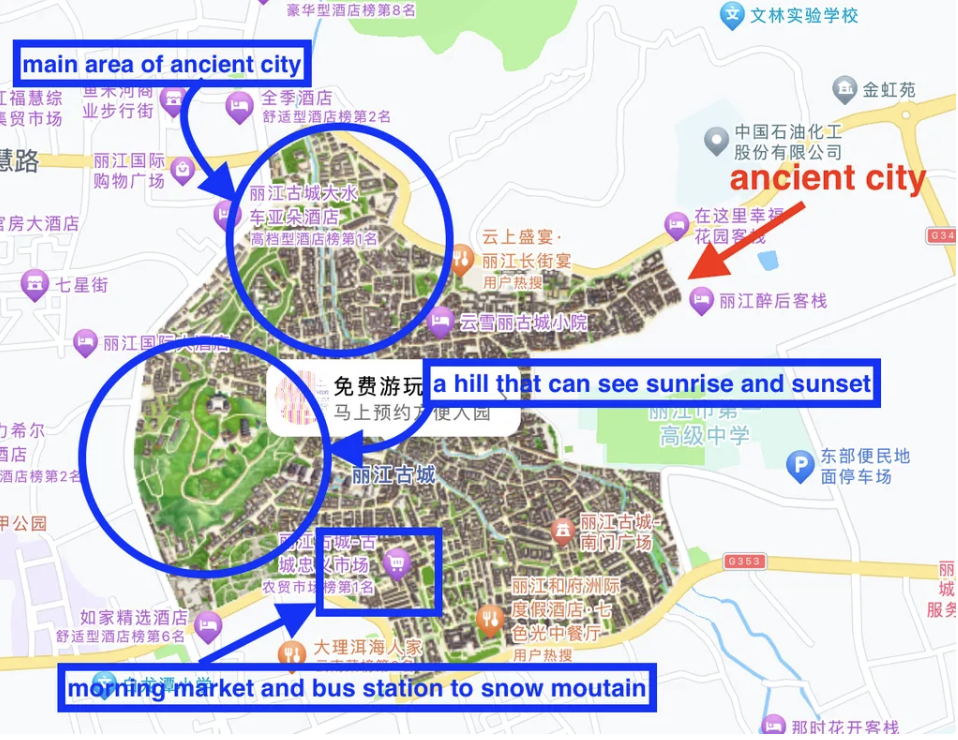 豪华型酒店榜第8名
文林实验学校
main area of ancient city
江福慧综
集贸市场
鱼米河商
业步行街
全季酒店
舒适型酒店榜第2名
金虹苑
慧路
丽江国际
购物广场
中国石油化工
股份有限公司
ancient city
官房大酒店
丽江古城大水
车亚朵酒店
高档型酒店榜第1名
在这里幸福
花园客栈
G34
云上盛宴·
丽江长街宴
用户热搜
七星街
丽江醉后客栈
云雪丽古城小院
丽江国际大酒店
免费游玩
马上预约方便入园
a hill that can see sunrise and sunset
丽江市第一
高级中学
力希尔
酒店
酒店榜第2名
丽江古城
东部便民地
面停车场
P
甲公园
丽江古城-
南门广场
丽江古城-古
城忠义市场
农贸市场榜第1名
G353
丽江和府洲际
度假酒店·七
色光中餐厅
用户热搜
丽
城
服务
如家精选酒店
舒适型酒店榜第6名
大理洱海人家
morning market and bus station to snow moutain
白龙潭小学
那时花开客栈